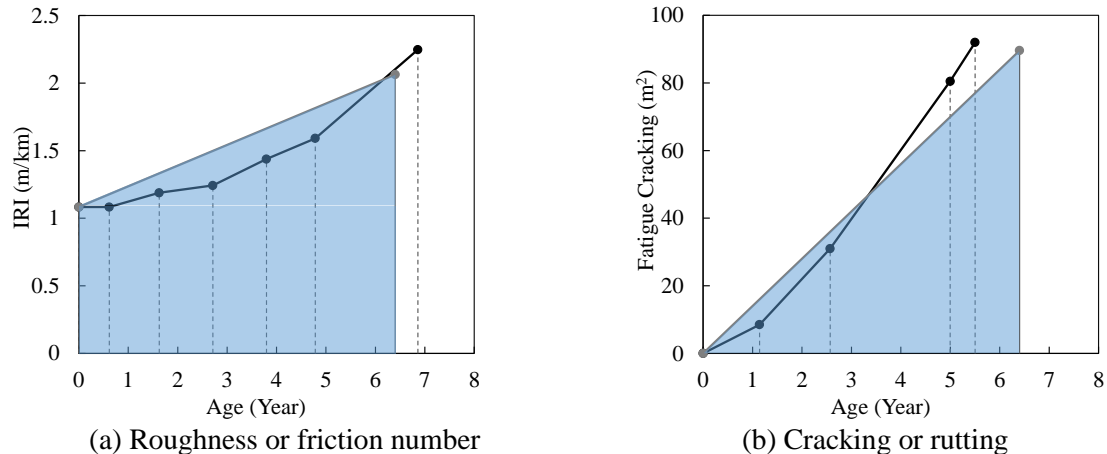 2.5
2
1.5
1
0.5
0
IRI (m/km)
0 1 2 3 4 5 6 7 8
Age (Year)
(a) Roughness or friction number
100
80
60
40
20
0
Fatigue Cracking (m²)
0 1 2 3 4 5 6 7 8
Age (Year)
(b) Cracking or rutting